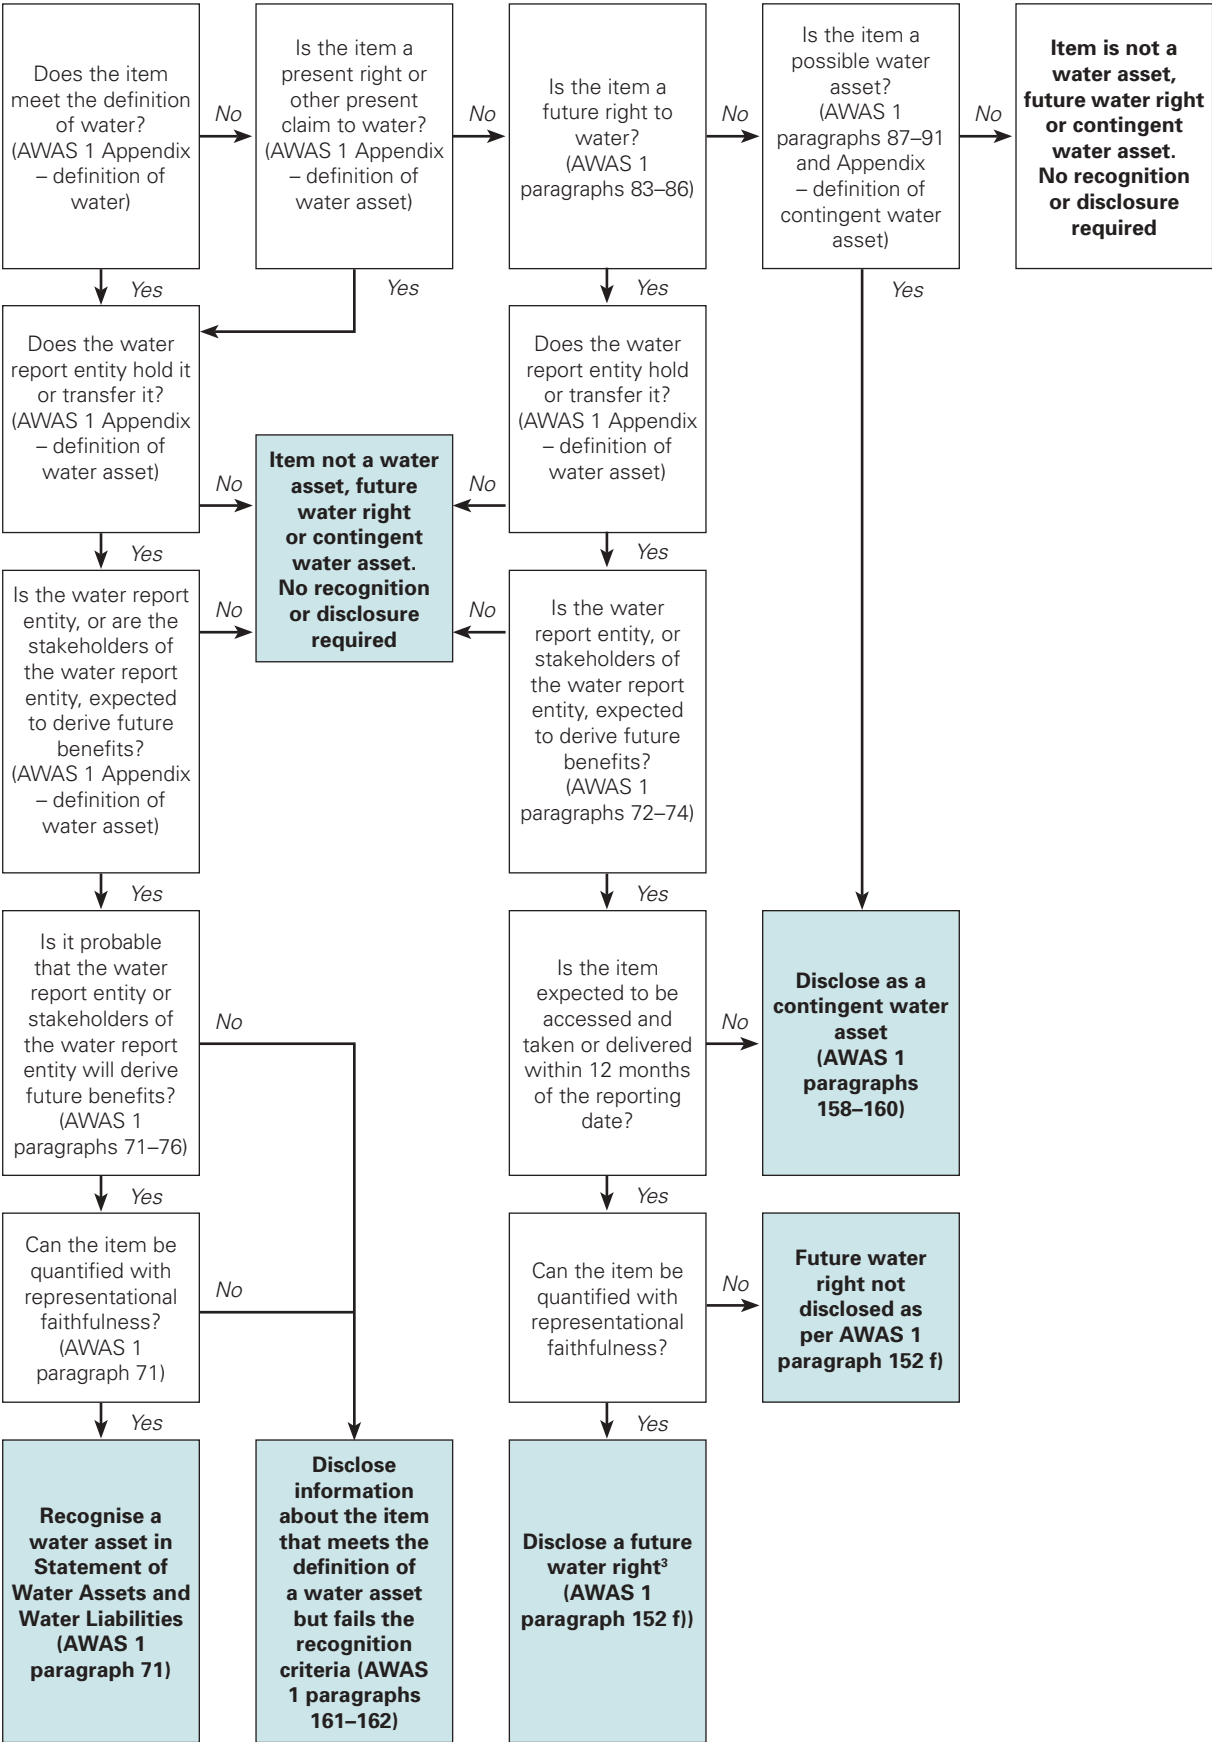 Does the item
meet the definition
of water?
(AWAS 1 Appendix
– definition of
water)
No
Is the item a
present right or
other present
claim to water?
(AWAS 1 Appendix
– definition of
water asset)
No
Is the item a
future right to
water?
(AWAS 1
paragraphs 83–86)
No
Is the item a
possible water
asset?
(AWAS 1
paragraphs 87–91
and Appendix
– definition of
contingent water
asset)
No
Item is not a
water asset,
future water right
or contingent
water asset.
No recognition
or disclosure
required
Yes
Yes
Yes
Yes
Does the water
report entity hold it
or transfer it?
(AWAS 1 Appendix
– definition of
water asset)
No
Item not a water
asset, future
water right
or contingent
water asset.
No recognition
or disclosure
required
No
Does the water
report entity hold
or transfer it?
(AWAS 1 Appendix
– definition of
water asset)
Yes
Yes
Is the water report
entity, or are the
stakeholders of
the water report
entity, expected
to derive future
benefits?
(AWAS 1 Appendix
– definition of
water asset)
No
No
Is the water
report entity, or
stakeholders of
the water report
entity, expected
to derive future
benefits?
(AWAS 1
paragraphs 72–74)
Yes
Yes
Is it probable
that the water
report entity or
stakeholders of
the water report
entity will derive
future benefits?
(AWAS 1
paragraphs 71–76)
No
Is the item
expected to be
accessed and
taken or delivered
within 12 months
of the reporting
date?
No
Disclose as a
contingent water
asset
(AWAS 1
paragraphs
158–160)
Yes
Yes
Can the item be
quantified with
representational
faithfulness?
(AWAS 1
paragraph 71)
No
Can the item be
quantified with
representational
faithfulness?
No
Future water
right not
disclosed as
per AWAS 1
paragraph 152 f)
Yes
Yes
Recognise a
water asset in
Statement of
Water Assets and
Water Liabilities
(AWAS 1
paragraph 71)
Disclose
information
about the item
that meets the
definition of
a water asset
but fails the
recognition
criteria (AWAS
1 paragraphs
161–162)
Disclose a future
water right³
(AWAS 1
paragraph 152 f))